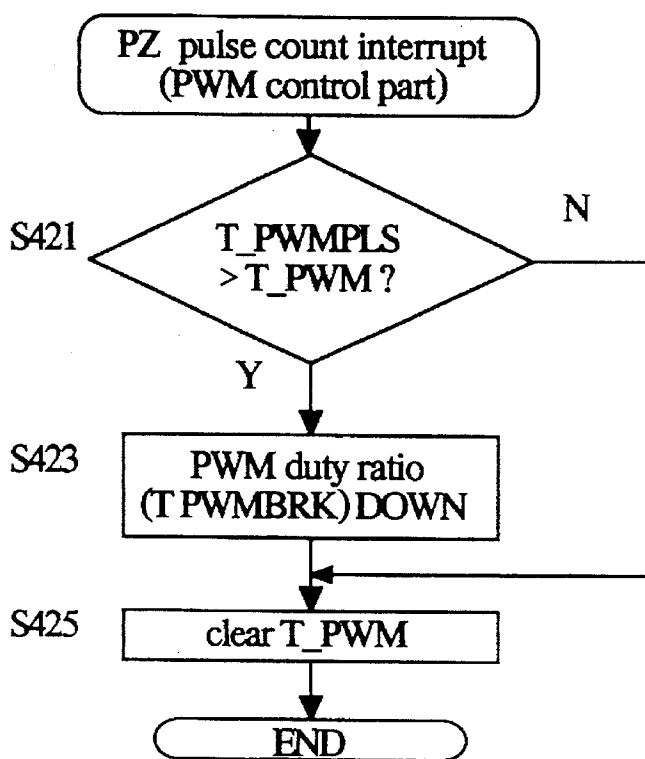 PZ pulse count interrupt
(PWM control part)
S421
T_PWMPLS
> T_PWM ?
N
Y
S423
PWM duty ratio
(T PWMBRK) DOWN
S425
clear T_PWM
END